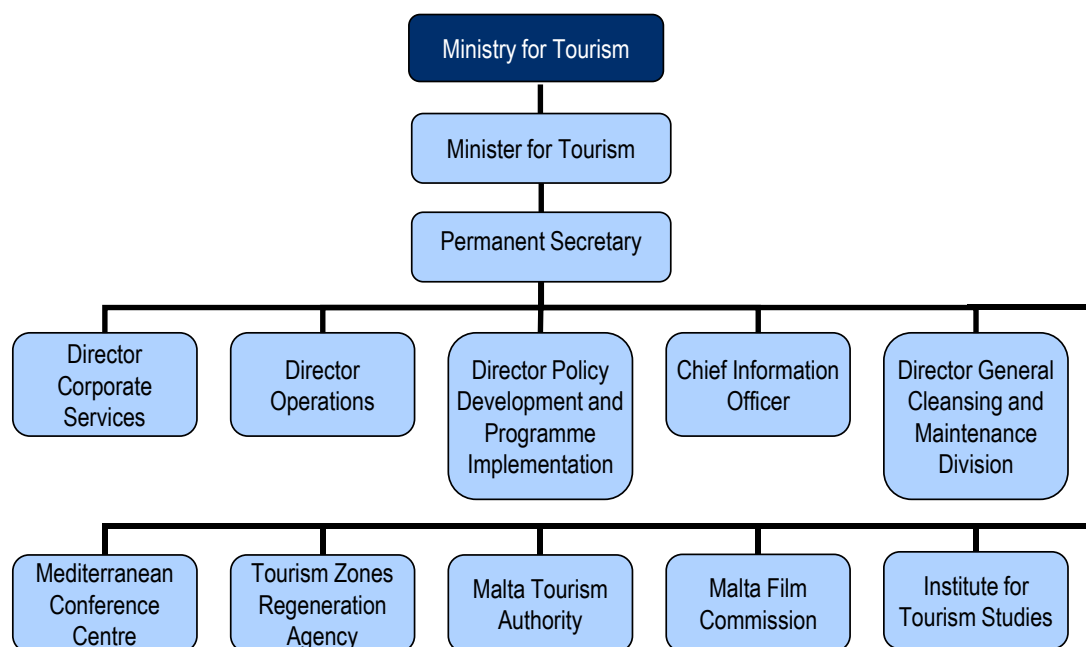 Ministry for Tourism
Minister for Tourism
Permanent Secretary
Director
Corporate
Services
Director
Operations
Director Policy
Development and
Programme
Implementation
Chief Information
Officer
Director General
Cleansing and
Maintenance
Division
Mediterranean
Conference
Centre
Tourism Zones
Regeneration
Agency
Malta Tourism
Authority
Malta Film
Commission
Institute for
Tourism Studies